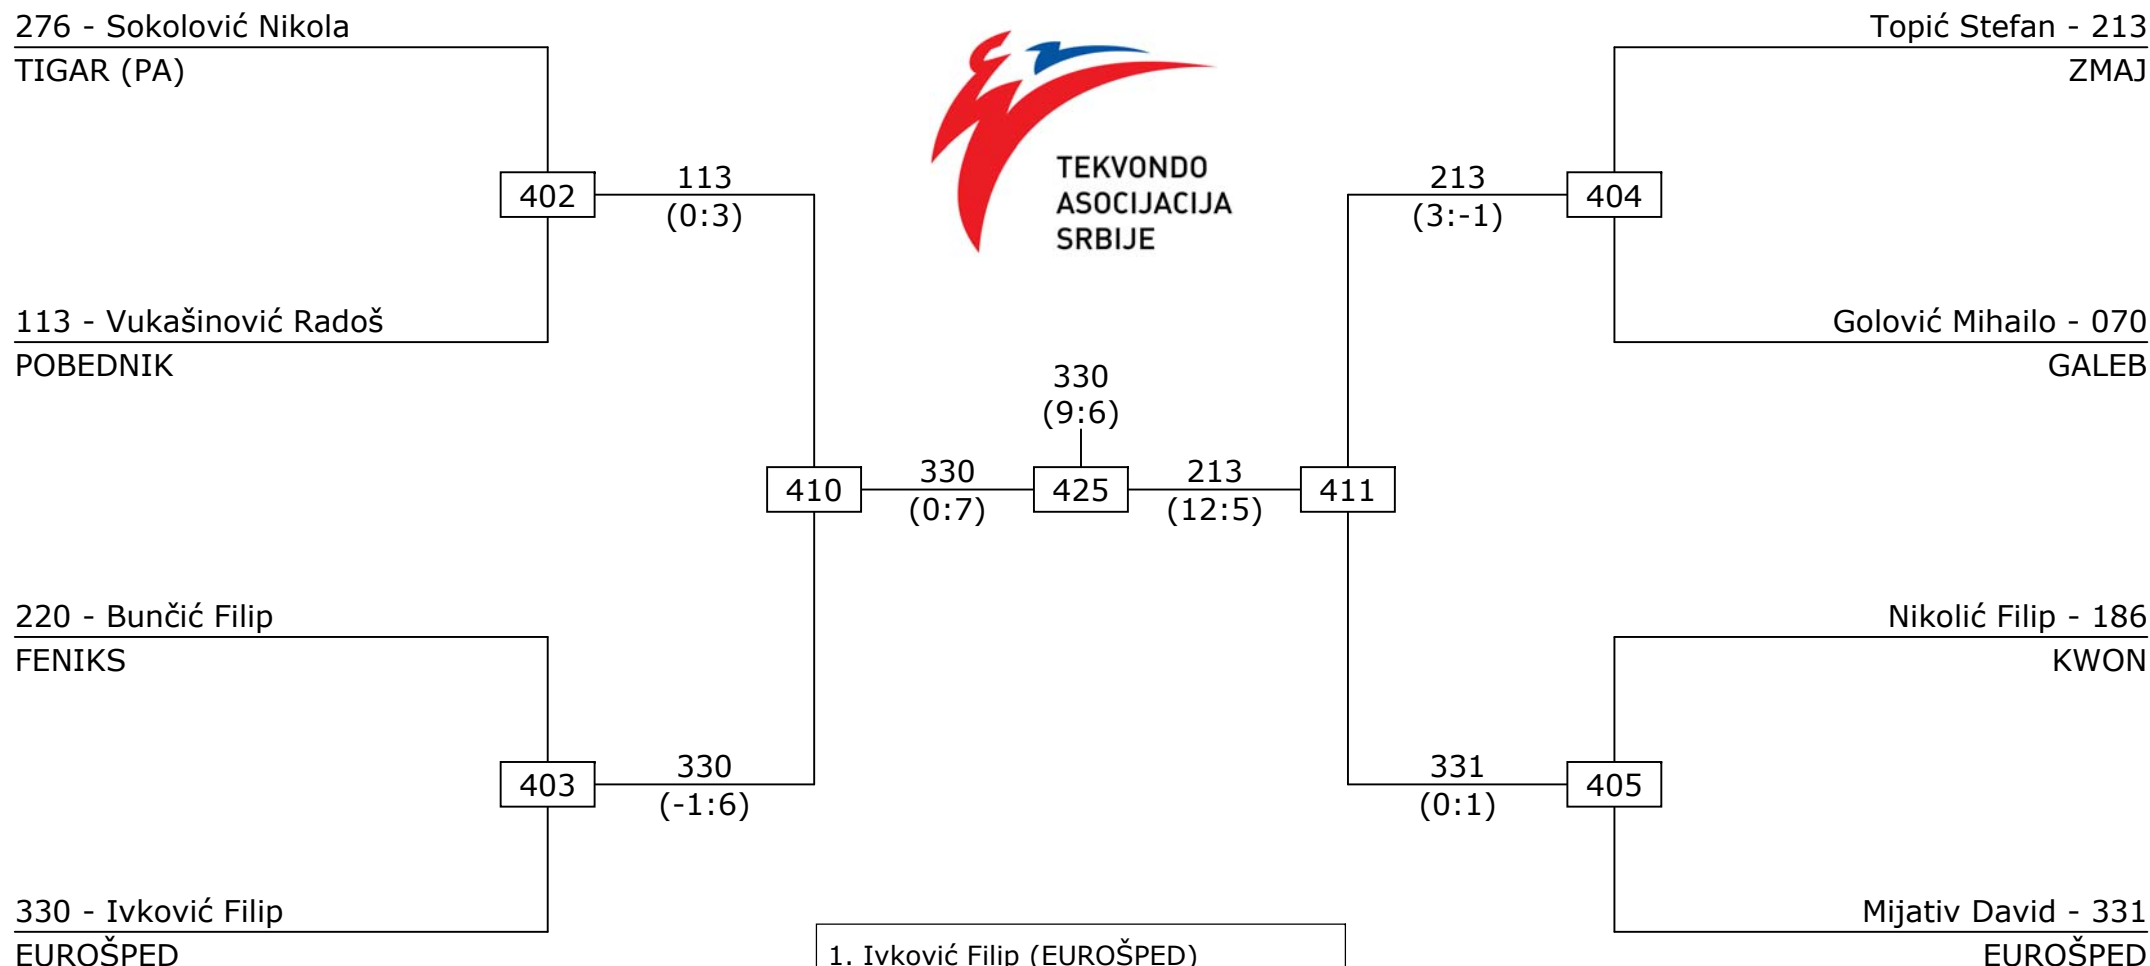 276 - Sokolović Nikola
TIGAR (PA)
Topić Stefan - 213
ZMAJ
TEKVONDO
ASOCIJACIJA
SRBIJE
402
113
(0:3)
213
(3:-1)
404
113 - Vukašinović Radoš
POBEDNIK
Golović Mihailo - 070
GALEB
330
(9:6)
410
330
(0:7)
425
213
(12:5)
411
220 - Bunčić Filip
FENIKS
Nikolić Filip - 186
KWON
403
330
(-1:6)
331
(0:1)
405
330 - Ivković Filip
EUROŠPED
Mijativ David - 331
EUROŠPED
1. Ivković Filip (EUROŠPED)